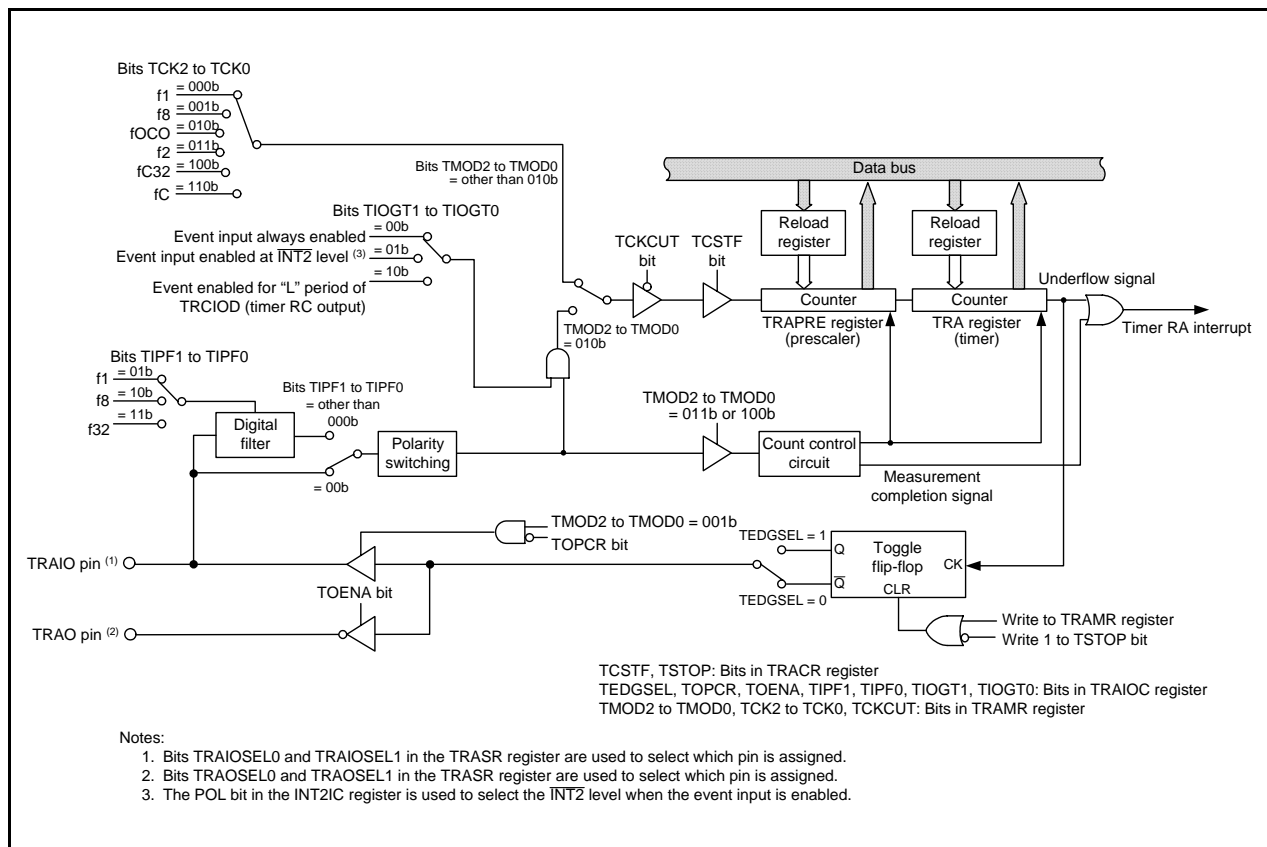 Bits TCK2 to TCK0
f1 = 000b
f8 = 001b
fOCO = 010b
f2 = 011b
fC32 = 100b
fC = 110b
Bits TMOD2 to TMOD0
= other than 010b
Bits TIOGT1 to TIOGT0
Event input always enabled = 00b
Event input enabled at INT2 level (3) = 01b
= 10b
Event enabled for “L” period of
TRCIOD (timer RC output)
TMOD2 to TMOD0
= 010b
TCKCUT
bit
TCSTF
bit
Data bus
Reload
register
Reload
register
Counter
TRAPRE register
(prescaler)
Counter
TRA register
(timer)
Underflow signal
Timer RA interrupt
Bits TIPF1 to TIPF0
f1 = 01b
f8 = 10b
f32 = 11b
Digital
filter
Bits TIPF1 to TIPF0
= other than
000b
= 00b
Polarity
switching
TMOD2 to TMOD0
= 011b or 100b
Count control
circuit
Measurement
completion signal
TRAIO pin (1)
TMOD2 to TMOD0 = 001b
TOPCR bit
TOENA bit
TRAO pin (2)
TEDGSEL = 1
TEDGSEL = 0
Q
Q
Toggle
flip-flop
CK
CLR
Write to TRAMR register
Write 1 to TSTOP bit
TCSTF, TSTOP: Bits in TRACR register
TEDGSEL, TOPCR, TOENA, TIPF1, TIPF0, TIOGT1, TIOGT0: Bits in TRAIOC register
TMOD2 to TMOD0, TCK2 to TCK0, TCKCUT: Bits in TRAMR register
Notes:
1. Bits TRAIOSEL0 and TRAIOSEL1 in the TRASR register are used to select which pin is assigned.
2. Bits TRAOSEL0 and TRAOSEL1 in the TRASR register are used to select which pin is assigned.
3. The POL bit in the INT2IC register is used to select the INT2 level when the event input is enabled.